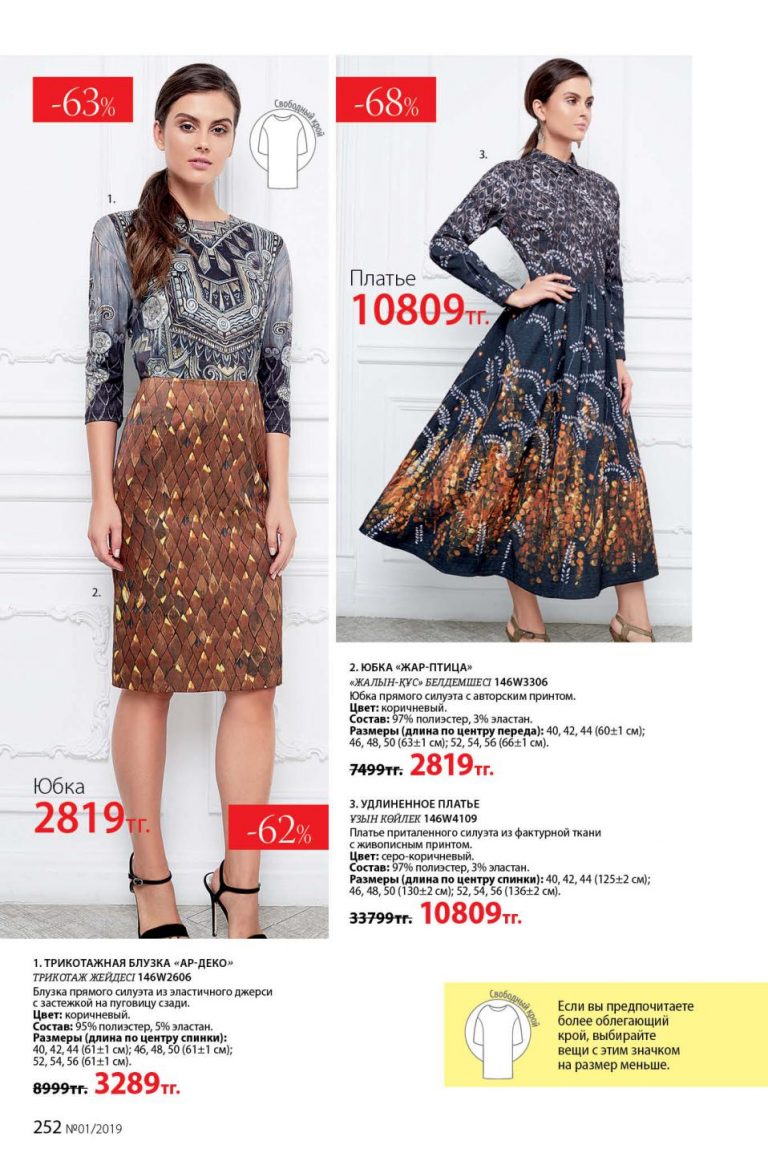 -63%
Свободный крой
1.
2.
Юбка
2819тг.
-62%
-68%
3.
Платье
10809тг.
2. ЮБКА «ЖАР-ПТИЦА»
«ЖАЛЫН-ҚҰС» БЕЛДЕМШЕСІ 146W3306
Юбка прямого силуэта с авторским принтом.
Цвет: коричневый.
Состав: 97% полиэстер, 3% эластан.
Размеры (длина по центру переда): 40, 42, 44 (60±1 см);
46, 48, 50 (63±1 см); 52, 54, 56 (66±1 см).
7499тг. 2819тг.
3. УДЛИНЕННОЕ ПЛАТЬЕ
ҰЗЫН КӨЙЛЕК 146W4109
Платье приталенного силуэта из фактурной ткани
с живописным принтом.
Цвет: серо-коричневый.
Состав: 97% полиэстер, 3% эластан.
Размеры (длина по центру спинки): 40, 42, 44 (125±2 см);
46, 48, 50 (130±2 см); 52, 54, 56 (136±2 см).
33799тг. 10809тг.
1. ТРИКОТАЖНАЯ БЛУЗКА «АР-ДЕКО»
ТРИКОТАЖ ЖЕЙДЕСІ 146W2606
Блузка прямого силуэта из эластичного джерси
с застежкой на пуговицу сзади.
Цвет: коричневый.
Состав: 95% полиэстер, 5% эластан.
Размеры (длина по центру спинки):
40, 42, 44 (61±1 см); 46, 48, 50 (61±1 см);
52, 54, 56 (61±1 см).
8999тг. 3289тг.
Свободный крой
Если вы предпочитаете
более облегающий
крой, выбирайте
вещи с этим значком
на размер меньше.
252 №01/2019